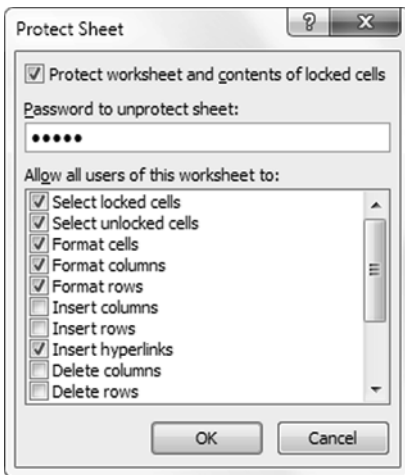 Protect Sheet
Protect worksheet and contents of locked cells
Password to unprotect sheet:
•••••
Allow all users of this worksheet to:
Select locked cells
Select unlocked cells
Format cells
Format columns
Format rows
Insert columns
Insert rows
Insert hyperlinks
Delete columns
Delete rows
OK Cancel